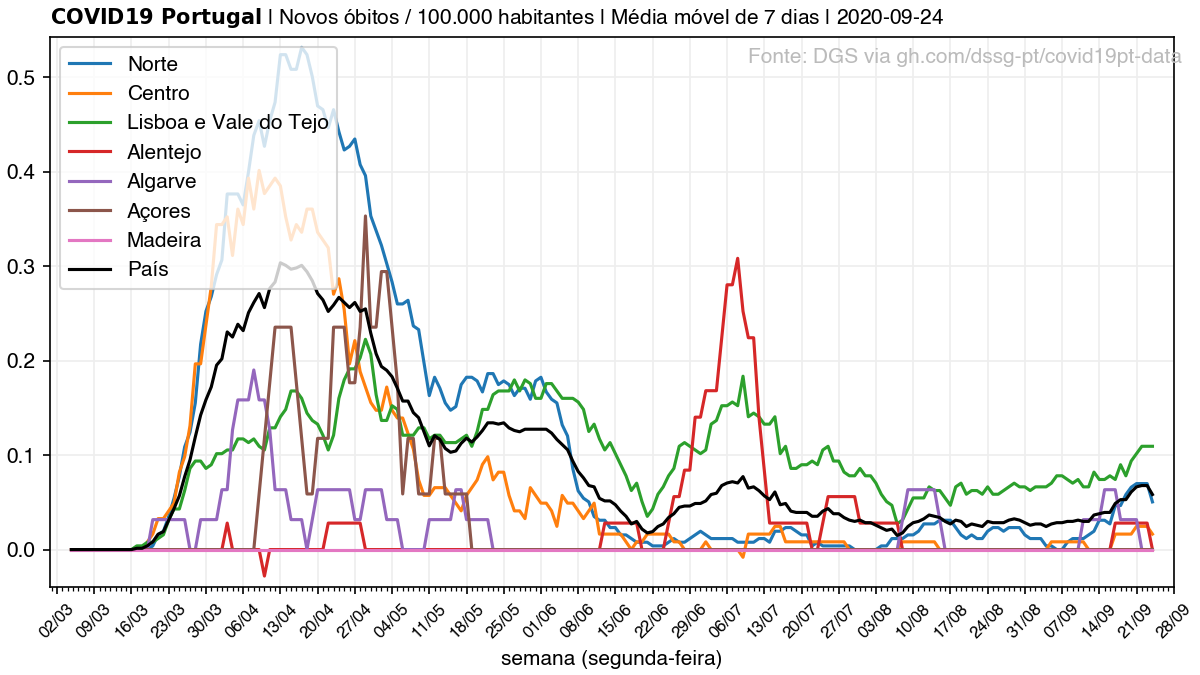 COVID19 Portugal | Novos óbitos / 100.000 habitantes | Média móvel de 7 dias | 2020-09-24
Fonte: DGS via gh.com/dssg-pt/covid19pt-data
Norte
Centro
Lisboa e Vale do Tejo
Alentejo
Algarve
Açores
Madeira
País
0.5
0.4
0.3
0.2
0.1
0.0
02/03 09/03 16/03 23/03 30/03 06/04 13/04 20/04 27/04 04/05 11/05 18/05 25/05 01/06 08/06 15/06 22/06 29/06 06/07 13/07 20/07 27/07 03/08 10/08 17/08 24/08 31/08 07/09 14/09 21/09 28/09
semana (segunda-feira)